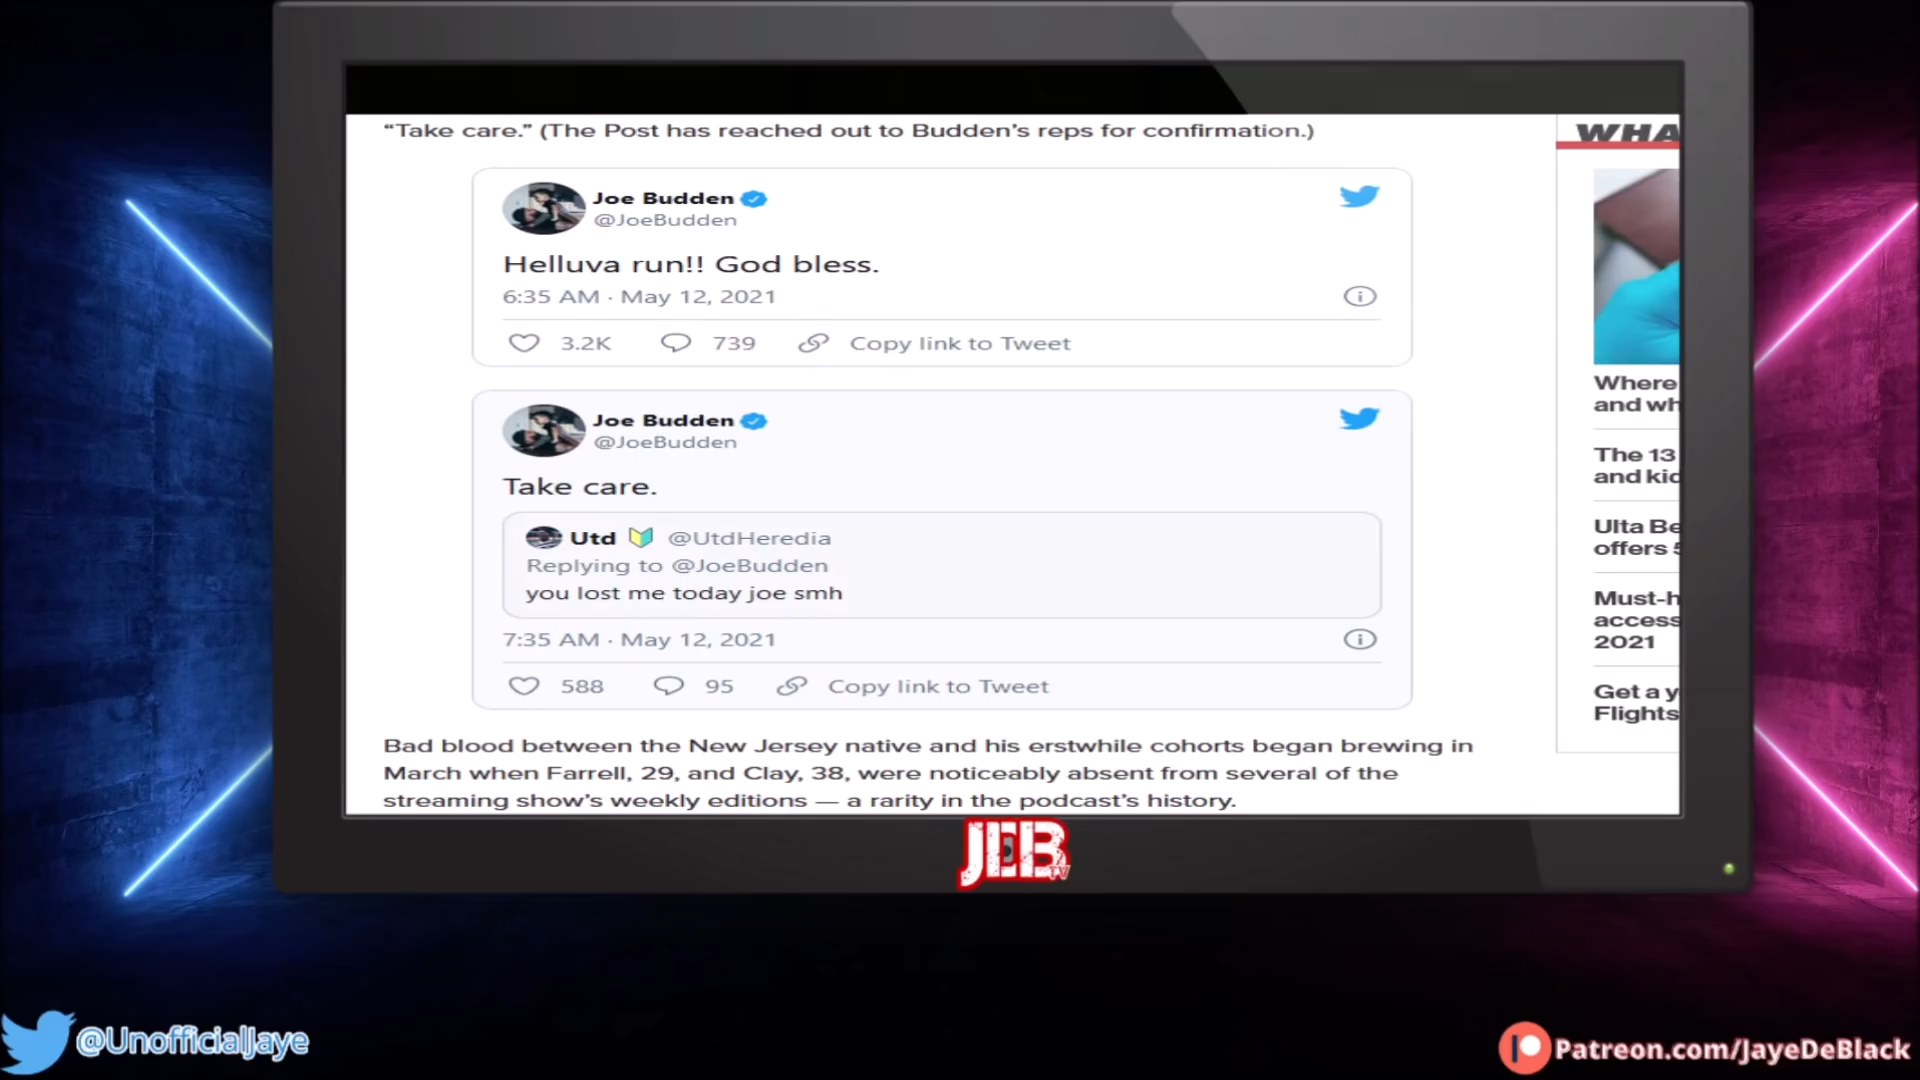 “Take care.” (The Post has reached out to Budden’s reps for confirmation.)
Joe Budden
@JoeBudden
Helluva run!! God bless.
6:35 AM · May 12, 2021
3.2K 739 Copy link to Tweet
Joe Budden
@JoeBudden
Take care.
Utd @UtdHeredia
Replying to @JoeBudden
you lost me today joe smh
7:35 AM · May 12, 2021
588 95 Copy link to Tweet
Bad blood between the New Jersey native and his erstwhile cohorts began brewing in
March when Farrell, 29, and Clay, 38, were noticeably absent from several of the
streaming show’s weekly editions — a rarity in the podcast’s history.
WHA
Where
and wh
The 13
and kid
Ulta Be
offers
Must-h
access
2021
Get a y
Flights
JEB
TV
@UnofficialJaye
Patreon.com/JayeDeBlack